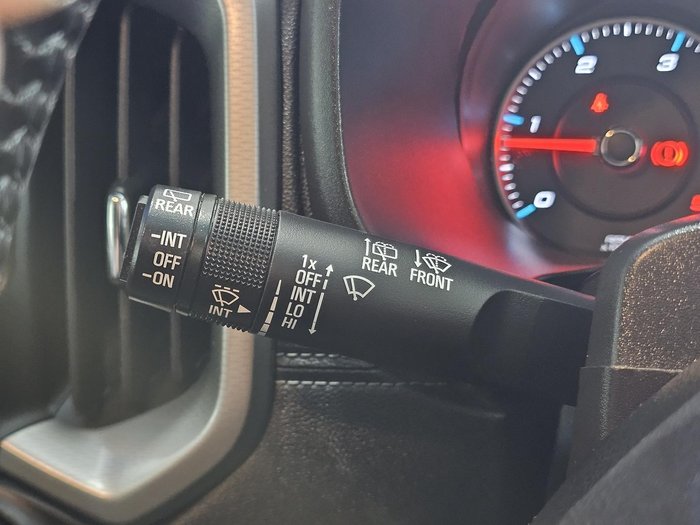 REAR
-INT
OFF
-ON
INT
1x
OFF
INT
LO
HI
REAR
FRONT
0
1
2
3